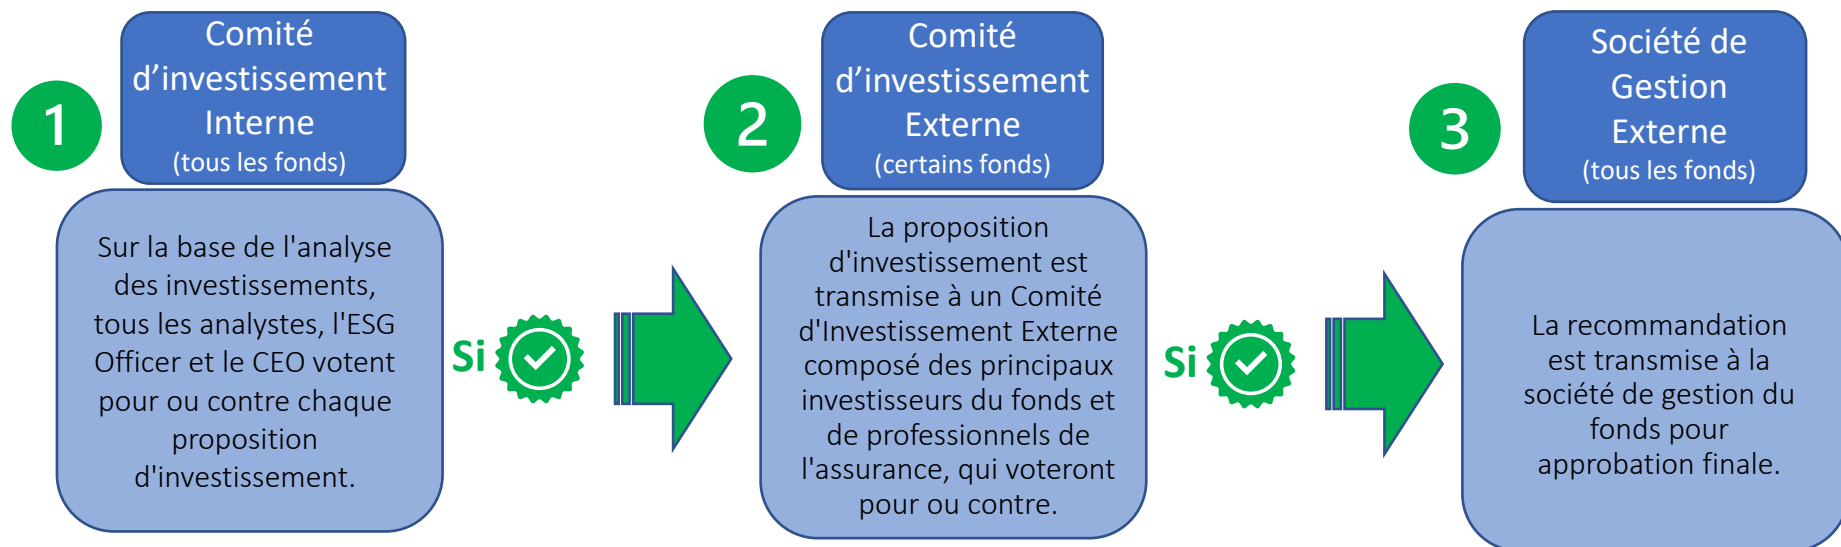 1
Comité
d’investissement
Interne
(tous les fonds)
Sur la base de l'analyse
des investissements,
tous les analystes, l'ESG
Officer et le CEO votent
pour ou contre chaque
proposition
d'investissement.
Si
2
Comité
d’investissement
Externe
(certains fonds)
La proposition
d'investissement est
transmise à un Comité
d'Investissement Externe
composé des principaux
investisseurs du fonds et
de professionnels de
l'assurance, qui voteront
pour ou contre.
Si
3
Société de
Gestion
Externe
(tous les fonds)
La recommandation
est transmise à la
société de gestion du
fonds pour
approbation finale.